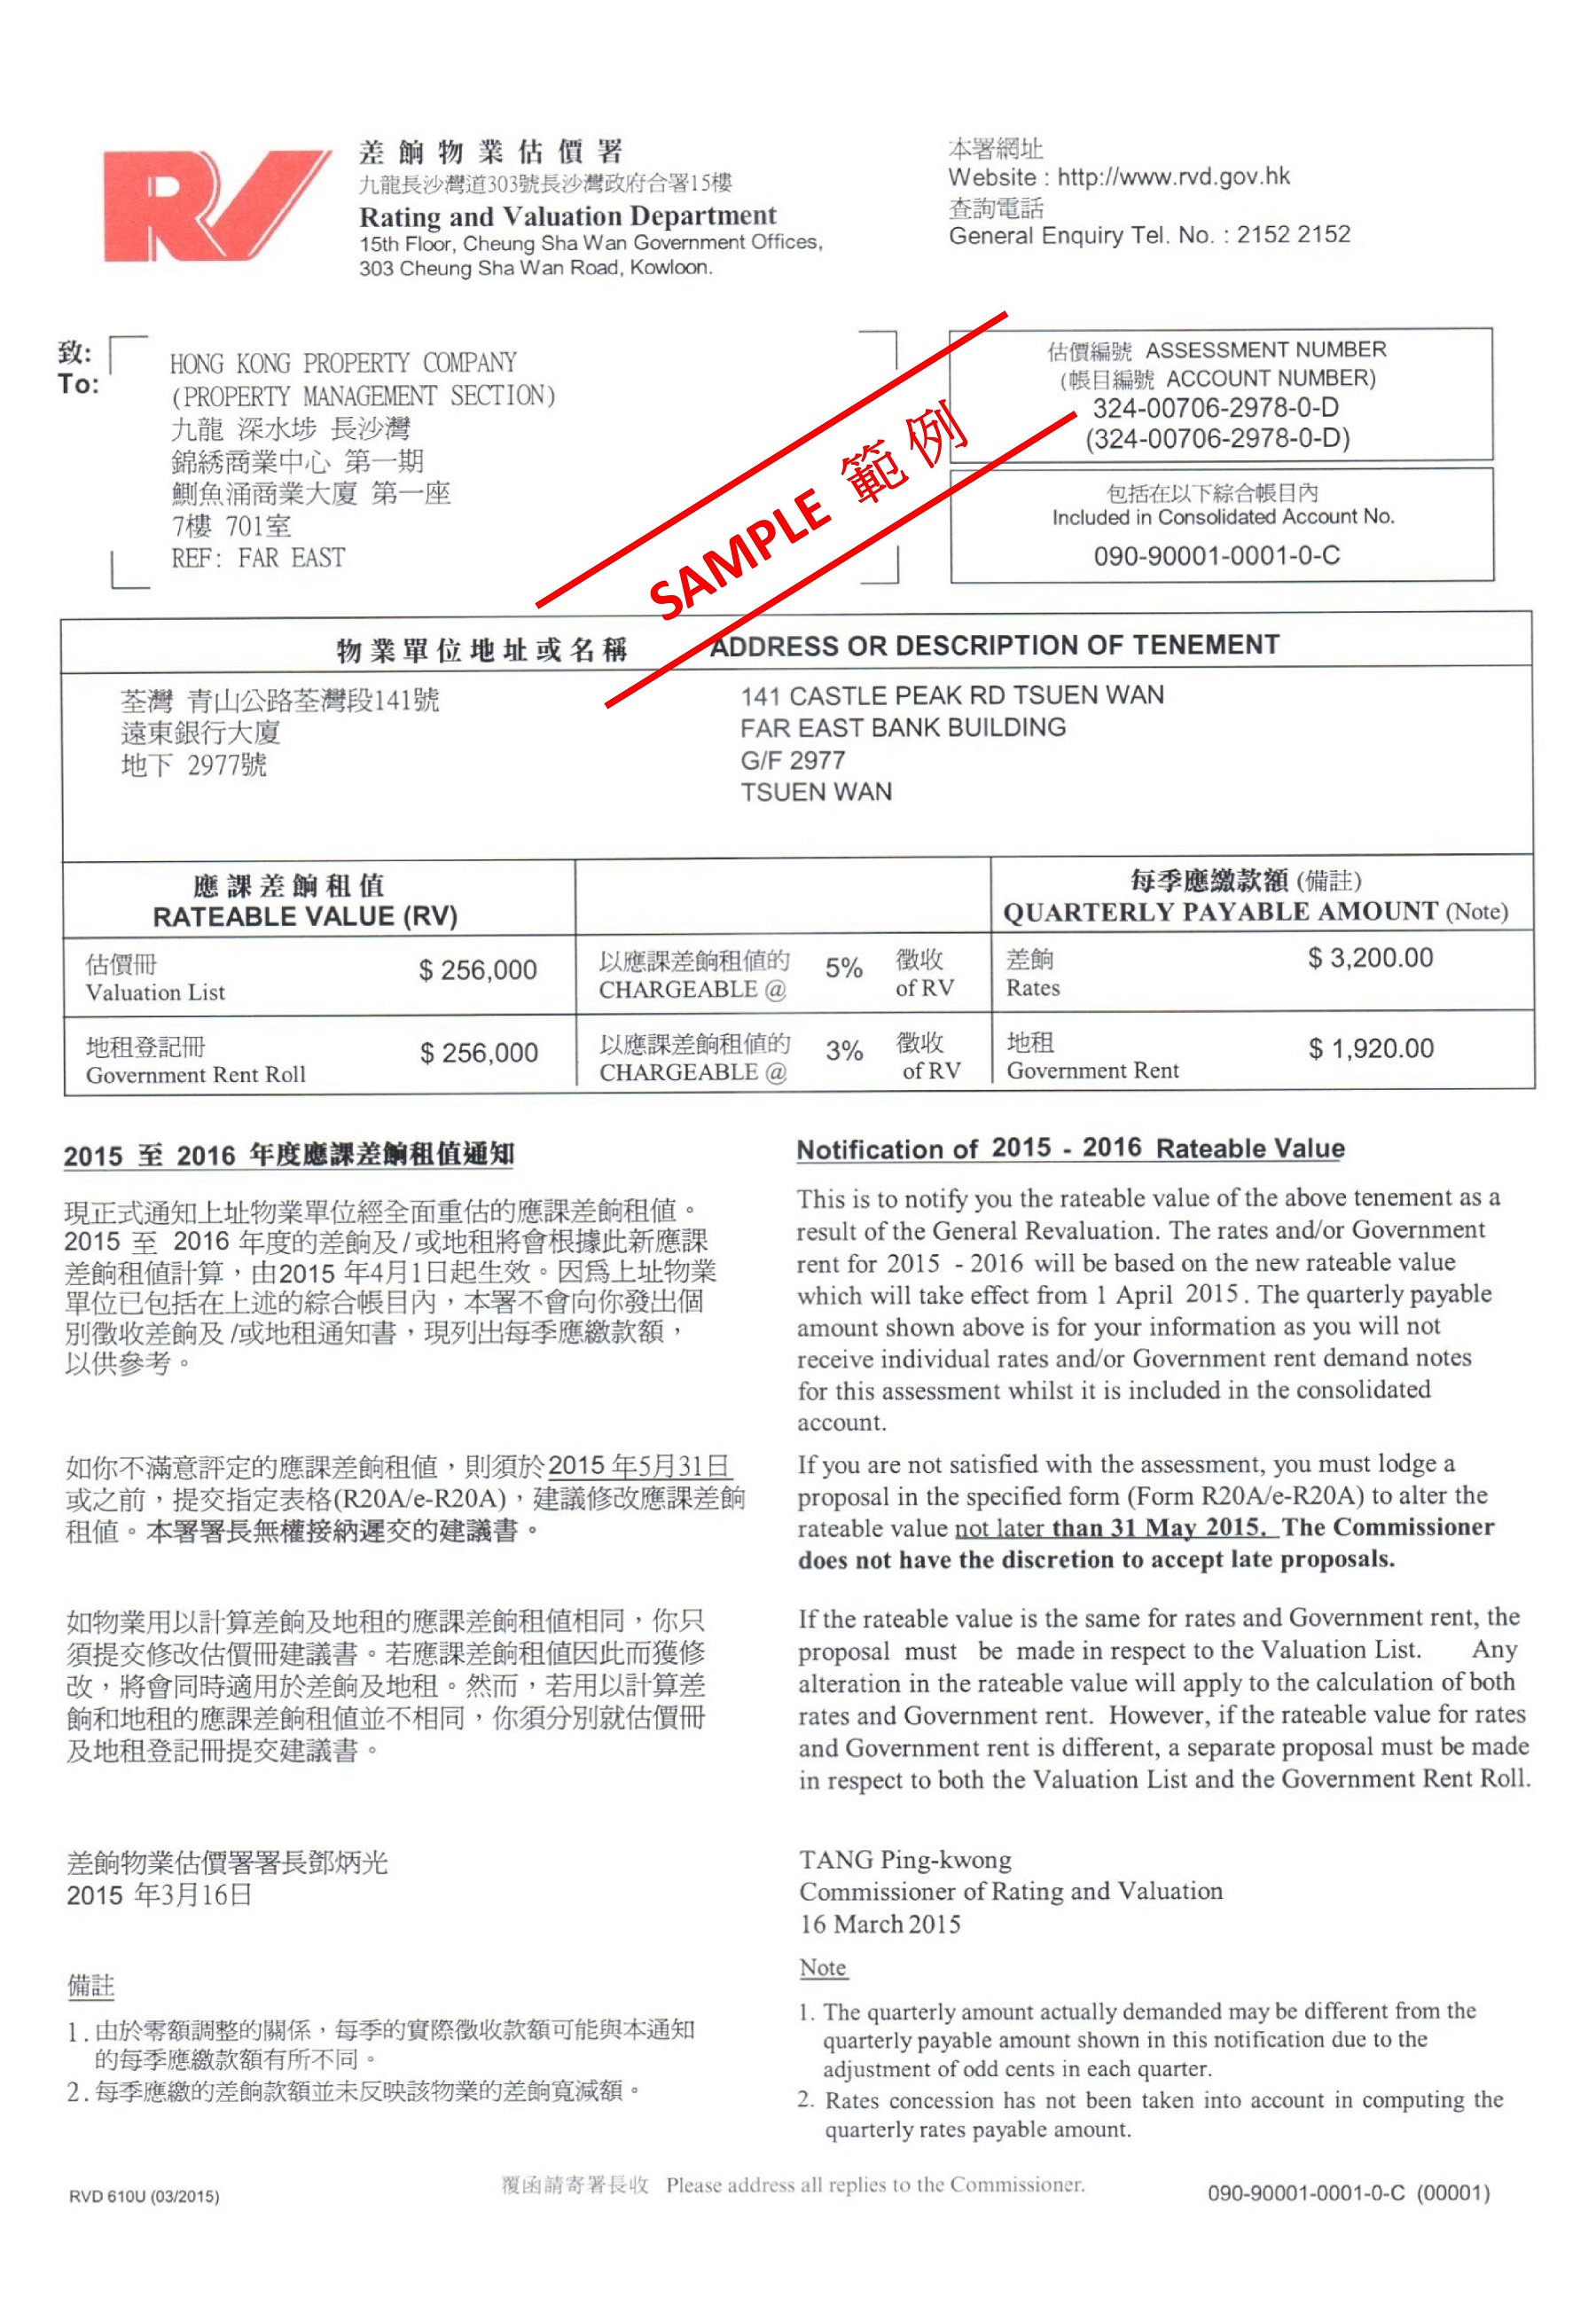 RV
差餉物業估價署
九龍長沙灣道303號長沙灣政府合署15樓
Rating and Valuation Department
15th Floor, Cheung Sha Wan Government Offices,
303 Cheung Sha Wan Road, Kowloon.
本署網址
Website : http://www.rvd.gov.hk
查詢電話
General Enquiry Tel. No. : 2152 2152
致:
To:
HONG KONG PROPERTY COMPANY
(PROPERTY MANAGEMENT SECTION)
九龍 深水埗 長沙灣
錦綉商業中心 第一期
鰂魚涌商業大廈 第一座
7樓 701室
REF: FAR EAST
SAMPLE 範例
估價編號 ASSESSMENT NUMBER
(帳目編號 ACCOUNT NUMBER)
324-00706-2978-0-D
(324-00706-2978-0-D)
包括在以下綜合帳目內
Included in Consolidated Account No.
090-90001-0001-0-C
物業單位地址或名稱 ADDRESS OR DESCRIPTION OF TENEMENT
荃灣 青山公路荃灣段141號
遠東銀行大廈
地下 2977號
141 CASTLE PEAK RD TSUEN WAN
FAR EAST BANK BUILDING
G/F 2977
TSUEN WAN
應課差餉租值
RATEABLE VALUE (RV)
每季應繳款額 (備註)
QUARTERLY PAYABLE AMOUNT (Note)
估價冊
Valuation List
$ 256,000
以應課差餉租值的 5% 徵收
CHARGEABLE @ of RV
差餉
Rates
$ 3,200.00
地租登記冊
Government Rent Roll
$ 256,000
以應課差餉租值的 3% 徵收
CHARGEABLE @ of RV
地租
Government Rent
$ 1,920.00
2015 至 2016 年度應課差餉租值通知
現正式通知上址物業單位經全面重估的應課差餉租值。
2015 至 2016 年度的差餉及/或地租將會根據此新應課
差餉租值計算，由2015 年4月1日起生效。因爲上址物業
單位已包括在上述的綜合帳目內，本署不會向你發出個
別徵收差餉及 /或地租通知書，現列出每季應繳款額，
以供參考。
如你不滿意評定的應課差餉租值，則須於2015 年5月31日
或之前，提交指定表格(R20A/e-R20A)，建議修改應課差餉
租值。本署署長無權接納遲交的建議書。
如物業用以計算差餉及地租的應課差餉租值相同，你只
須提交修改估價冊建議書。若應課差餉租值因此而獲修
改，將會同時適用於差餉及地租。然而，若用以計算差
餉和地租的應課差餉租值並不相同，你須分別就估價冊
及地租登記冊提交建議書。
差餉物業估價署署長鄧炳光
2015 年3月16日
備註
1. 由於零額調整的關係，每季的實際徵收款額可能與本通知
的每季應繳款額有所不同。
2. 每季應繳的差餉款額並未反映該物業的差餉寬減額。
Notification of 2015 - 2016 Rateable Value
This is to notify you the rateable value of the above tenement as a
result of the General Revaluation. The rates and/or Government
rent for 2015 - 2016 will be based on the new rateable value
which will take effect from 1 April 2015. The quarterly payable
amount shown above is for your information as you will not
receive individual rates and/or Government rent demand notes
for this assessment whilst it is included in the consolidated
account.
If you are not satisfied with the assessment, you must lodge a
proposal in the specified form (Form R20A/e-R20A) to alter the
rateable value not later than 31 May 2015. The Commissioner
does not have the discretion to accept late proposals.
If the rateable value is the same for rates and Government rent, the
proposal must be made in respect to the Valuation List. Any
alteration in the rateable value will apply to the calculation of both
rates and Government rent. However, if the rateable value for rates
and Government rent is different, a separate proposal must be made
in respect to both the Valuation List and the Government Rent Roll.
TANG Ping-kwong
Commissioner of Rating and Valuation
16 March 2015
Note
1. The quarterly amount actually demanded may be different from the
quarterly payable amount shown in this notification due to the
adjustment of odd cents in each quarter.
2. Rates concession has not been taken into account in computing the
quarterly rates payable amount.
RVD 610U (03/2015)
覆函請寄署長收 Please address all replies to the Commissioner.
090-90001-0001-0-C (00001)